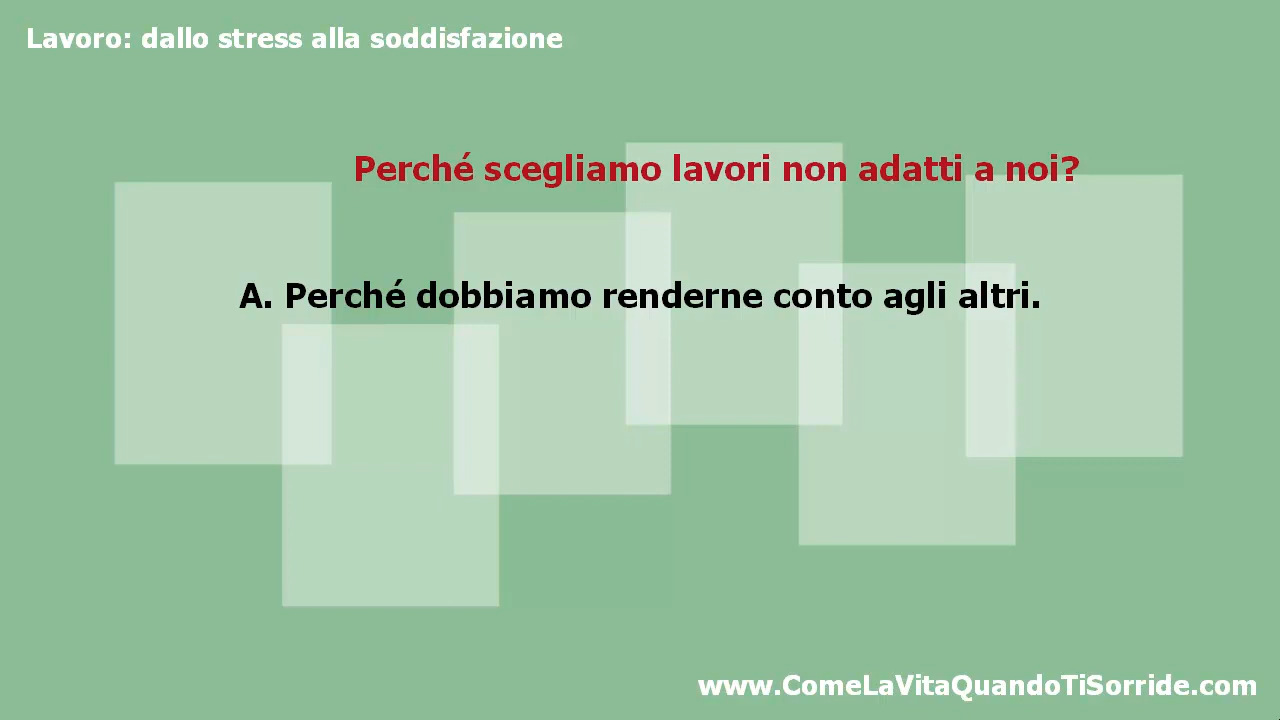 Lavoro: dallo stress alla soddisfazione
Perché scegliamo lavori non adatti a noi?
A. Perché dobbiamo renderne conto agli altri.
www.ComeLaVitaQuandoTiSorride.com